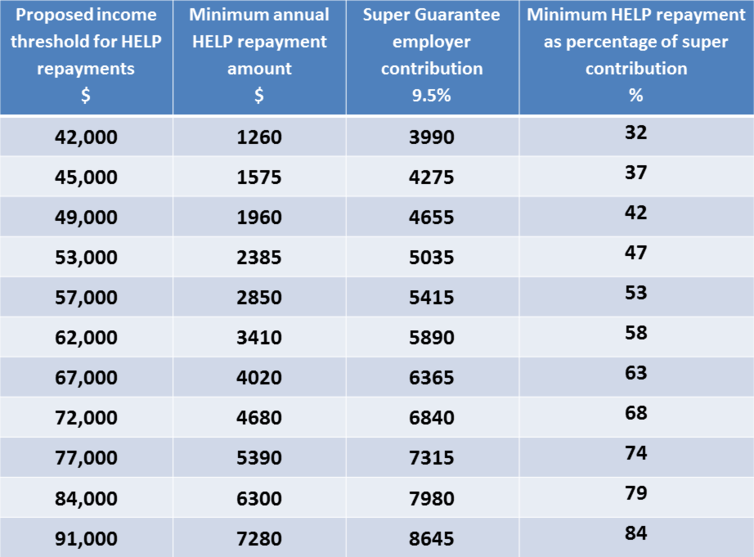 Proposed income threshold for HELP repayments $ Minimum annual HELP repayment amount $ Super Guarantee employer contribution 9.5% Minimum HELP repayment as percentage of super contribution %
42,000 1260 3990 32
45,000 1575 4275 37
49,000 1960 4655 42
53,000 2385 5035 47
57,000 2850 5415 53
62,000 3410 5890 58
67,000 4020 6365 63
72,000 4680 6840 68
77,000 5390 7315 74
84,000 6300 7980 79
91,000 7280 8645 84